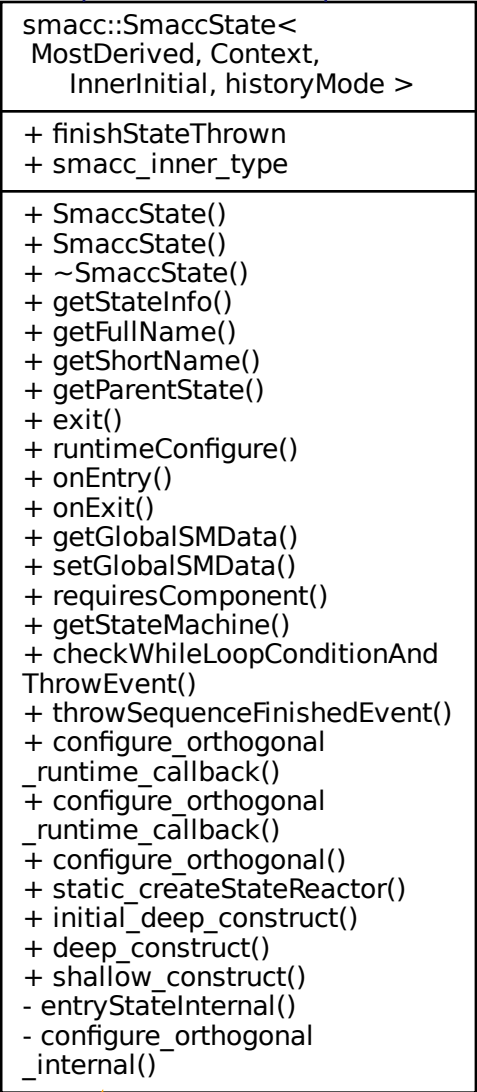 smacc::SmaccState<
MostDerived, Context,
InnerInitial, historyMode >
+ finishStateThrown
+ smacc_inner_type
+ SmaccState()
+ SmaccState()
+ ~SmaccState()
+ getStateInfo()
+ getFullName()
+ getShortName()
+ getParentState()
+ exit()
+ runtimeConfigure()
+ onEntry()
+ onExit()
+ getGlobalSMData()
+ setGlobalSMData()
+ requiresComponent()
+ getStateMachine()
+ checkWhileLoopConditionAnd
ThrowEvent()
+ throwSequenceFinishedEvent()
+ configure_orthogonal
_runtime_callback()
+ configure_orthogonal
_runtime_callback()
+ configure_orthogonal()
+ static_createStateReactor()
+ initial_deep_construct()
+ deep_construct()
+ shallow_construct()
- entryStateInternal()
- configure_orthogonal
_internal()